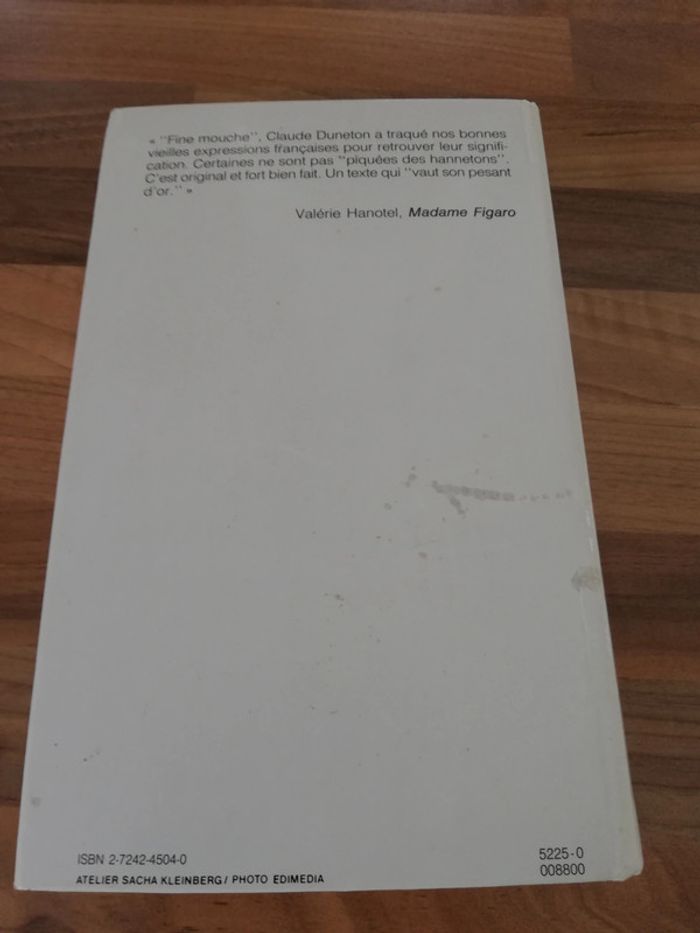 « "Fine mouche", Claude Duneton a traqué nos bonnes
vieilles expressions françaises pour retrouver leur signifi-
cation. Certaines ne sont pas "piquées des hannetons".
C'est original et fort bien fait. Un texte qui "vaut son pesant
d'or." »
Valérie Hanotel, Madame Figaro
ISBN 2-7242-4504-0
ATELIER SACHA KLEINBERG / PHOTO EDIMEDIA
5225-0
008800